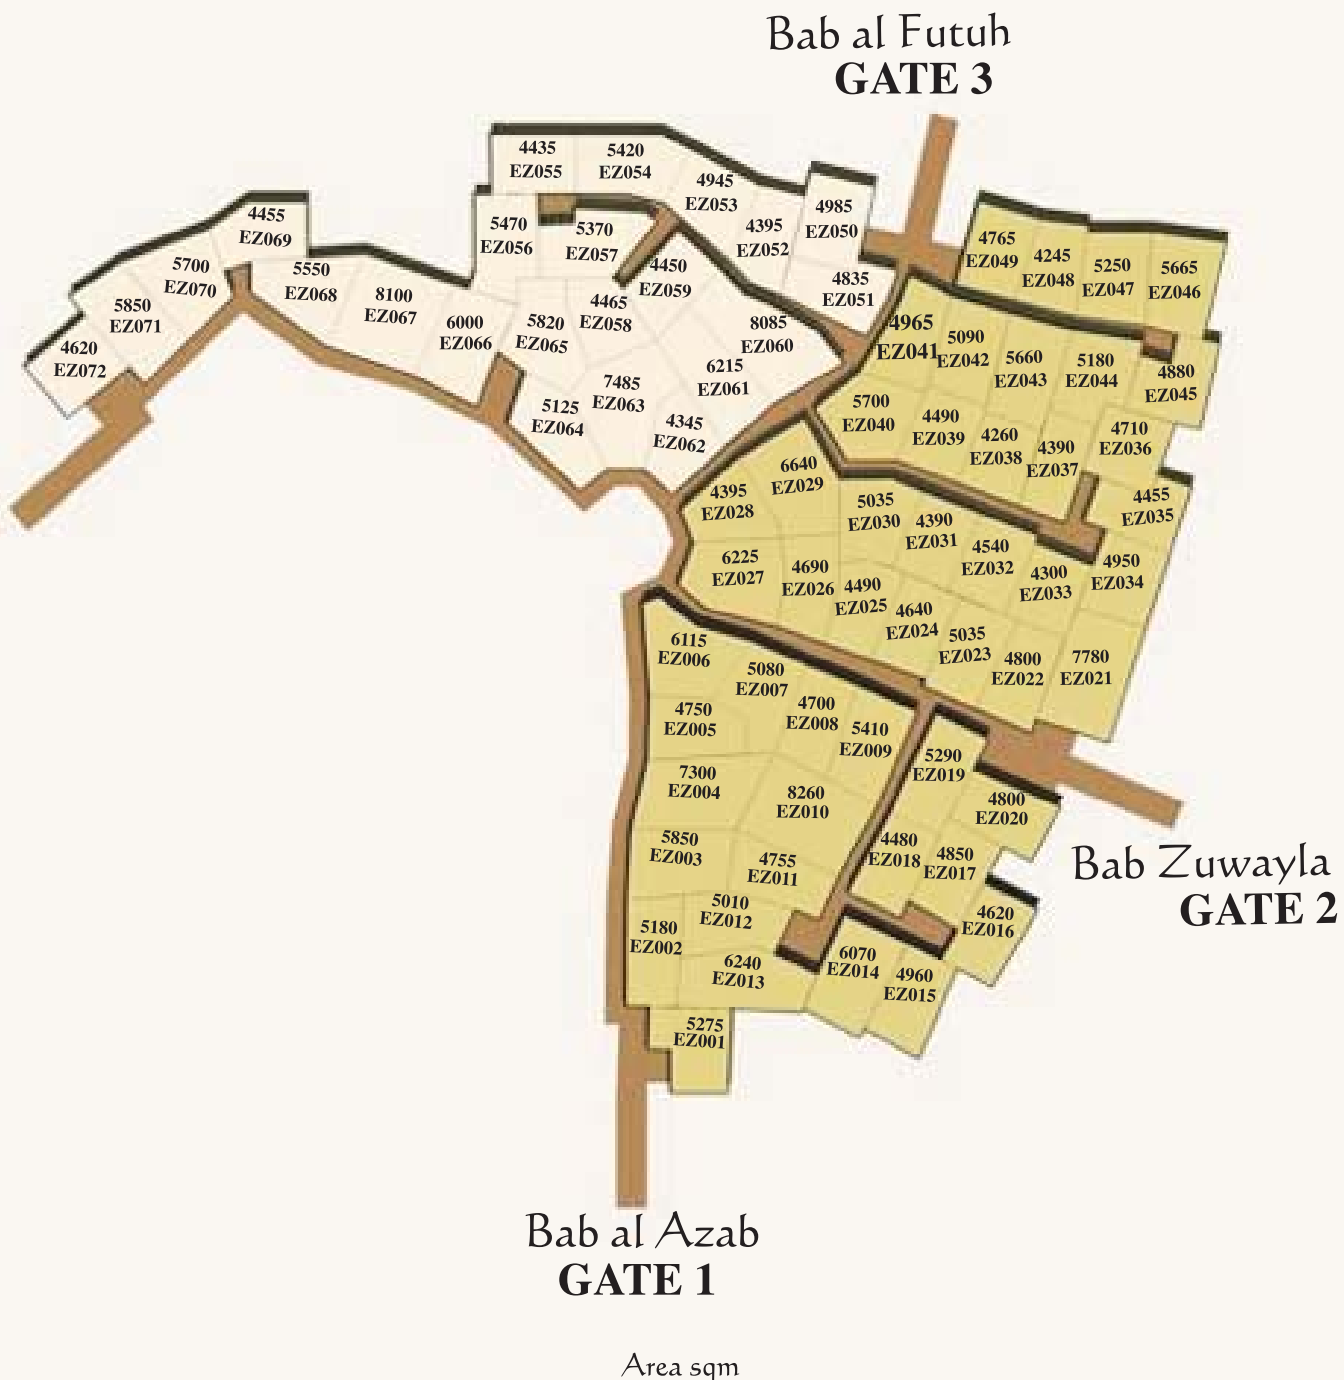 Bab al Futuh
GATE 3
4435
EZ055
5420
EZ054
4945
EZ053
4395
EZ052
4985
EZ050
4835
EZ051
4455
EZ069
5700
EZ070
5850
EZ071
4620
EZ072
5550
EZ068
8100
EZ067
6000
EZ066
5470
EZ056
5370
EZ057
4450
EZ059
4465
EZ058
5820
EZ065
8085
EZ060
6215
EZ061
7485
EZ063
5125
EZ064
4345
EZ062
4765
EZ049
4245
EZ048
5250
EZ047
5665
EZ046
4965
EZ041
5090
EZ042
5660
EZ043
5180
EZ044
4880
EZ045
5700
EZ040
4490
EZ039
4260
EZ038
4390
EZ037
4710
EZ036
4455
EZ035
4950
EZ034
6640
EZ029
4395
EZ028
5035
EZ030
4390
EZ031
4540
EZ032
4300
EZ033
6225
EZ027
4690
EZ026
4490
EZ025
4640
EZ024
5035
EZ023
4800
EZ022
7780
EZ021
6115
EZ006
5080
EZ007
4700
EZ008
5410
EZ009
4750
EZ005
7300
EZ004
8260
EZ010
5850
EZ003
4755
EZ011
5010
EZ012
5180
EZ002
6240
EZ013
5275
EZ001
5290
EZ019
4800
EZ020
4480
EZ018
4850
EZ017
4620
EZ016
6070
EZ014
4960
EZ015
Bab Zuwayla
GATE 2
Bab al Azab
GATE 1
Area sqm